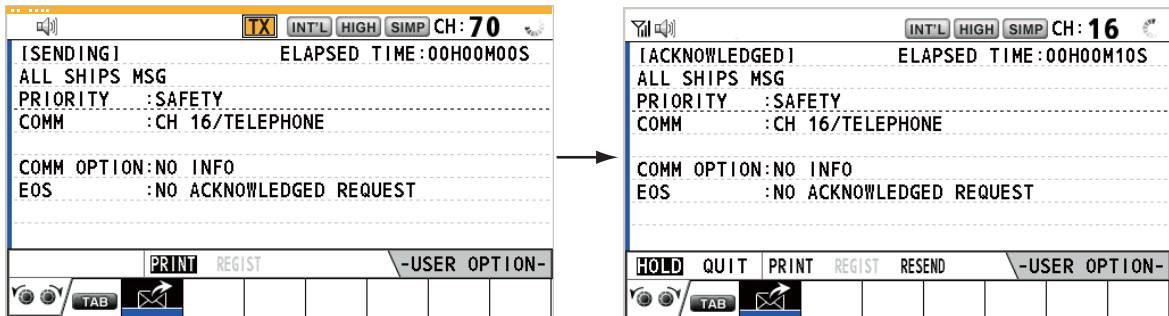 TX INT'L HIGH SIMP CH: 70
[SENDING] ELAPSED TIME:00H00M00S
ALL SHIPS MSG
PRIORITY :SAFETY
COMM :CH 16/TELEPHONE
COMM OPTION:NO INFO
EOS :NO ACKNOWLEDGED REQUEST
PRINT REGIST -USER OPTION-
TAB
INT'L HIGH SIMP CH: 16
[ACKNOWLEDGED] ELAPSED TIME:00H00M10S
ALL SHIPS MSG
PRIORITY :SAFETY
COMM :CH 16/TELEPHONE
COMM OPTION:NO INFO
EOS :NO ACKNOWLEDGED REQUEST
HOLD QUIT PRINT REGIST RESEND -USER OPTION-
TAB